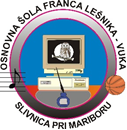 OSNOVNA ŠOLA FRANCA LEŠNIKA - VUKA
SLIVNICA PRI MARIBORU